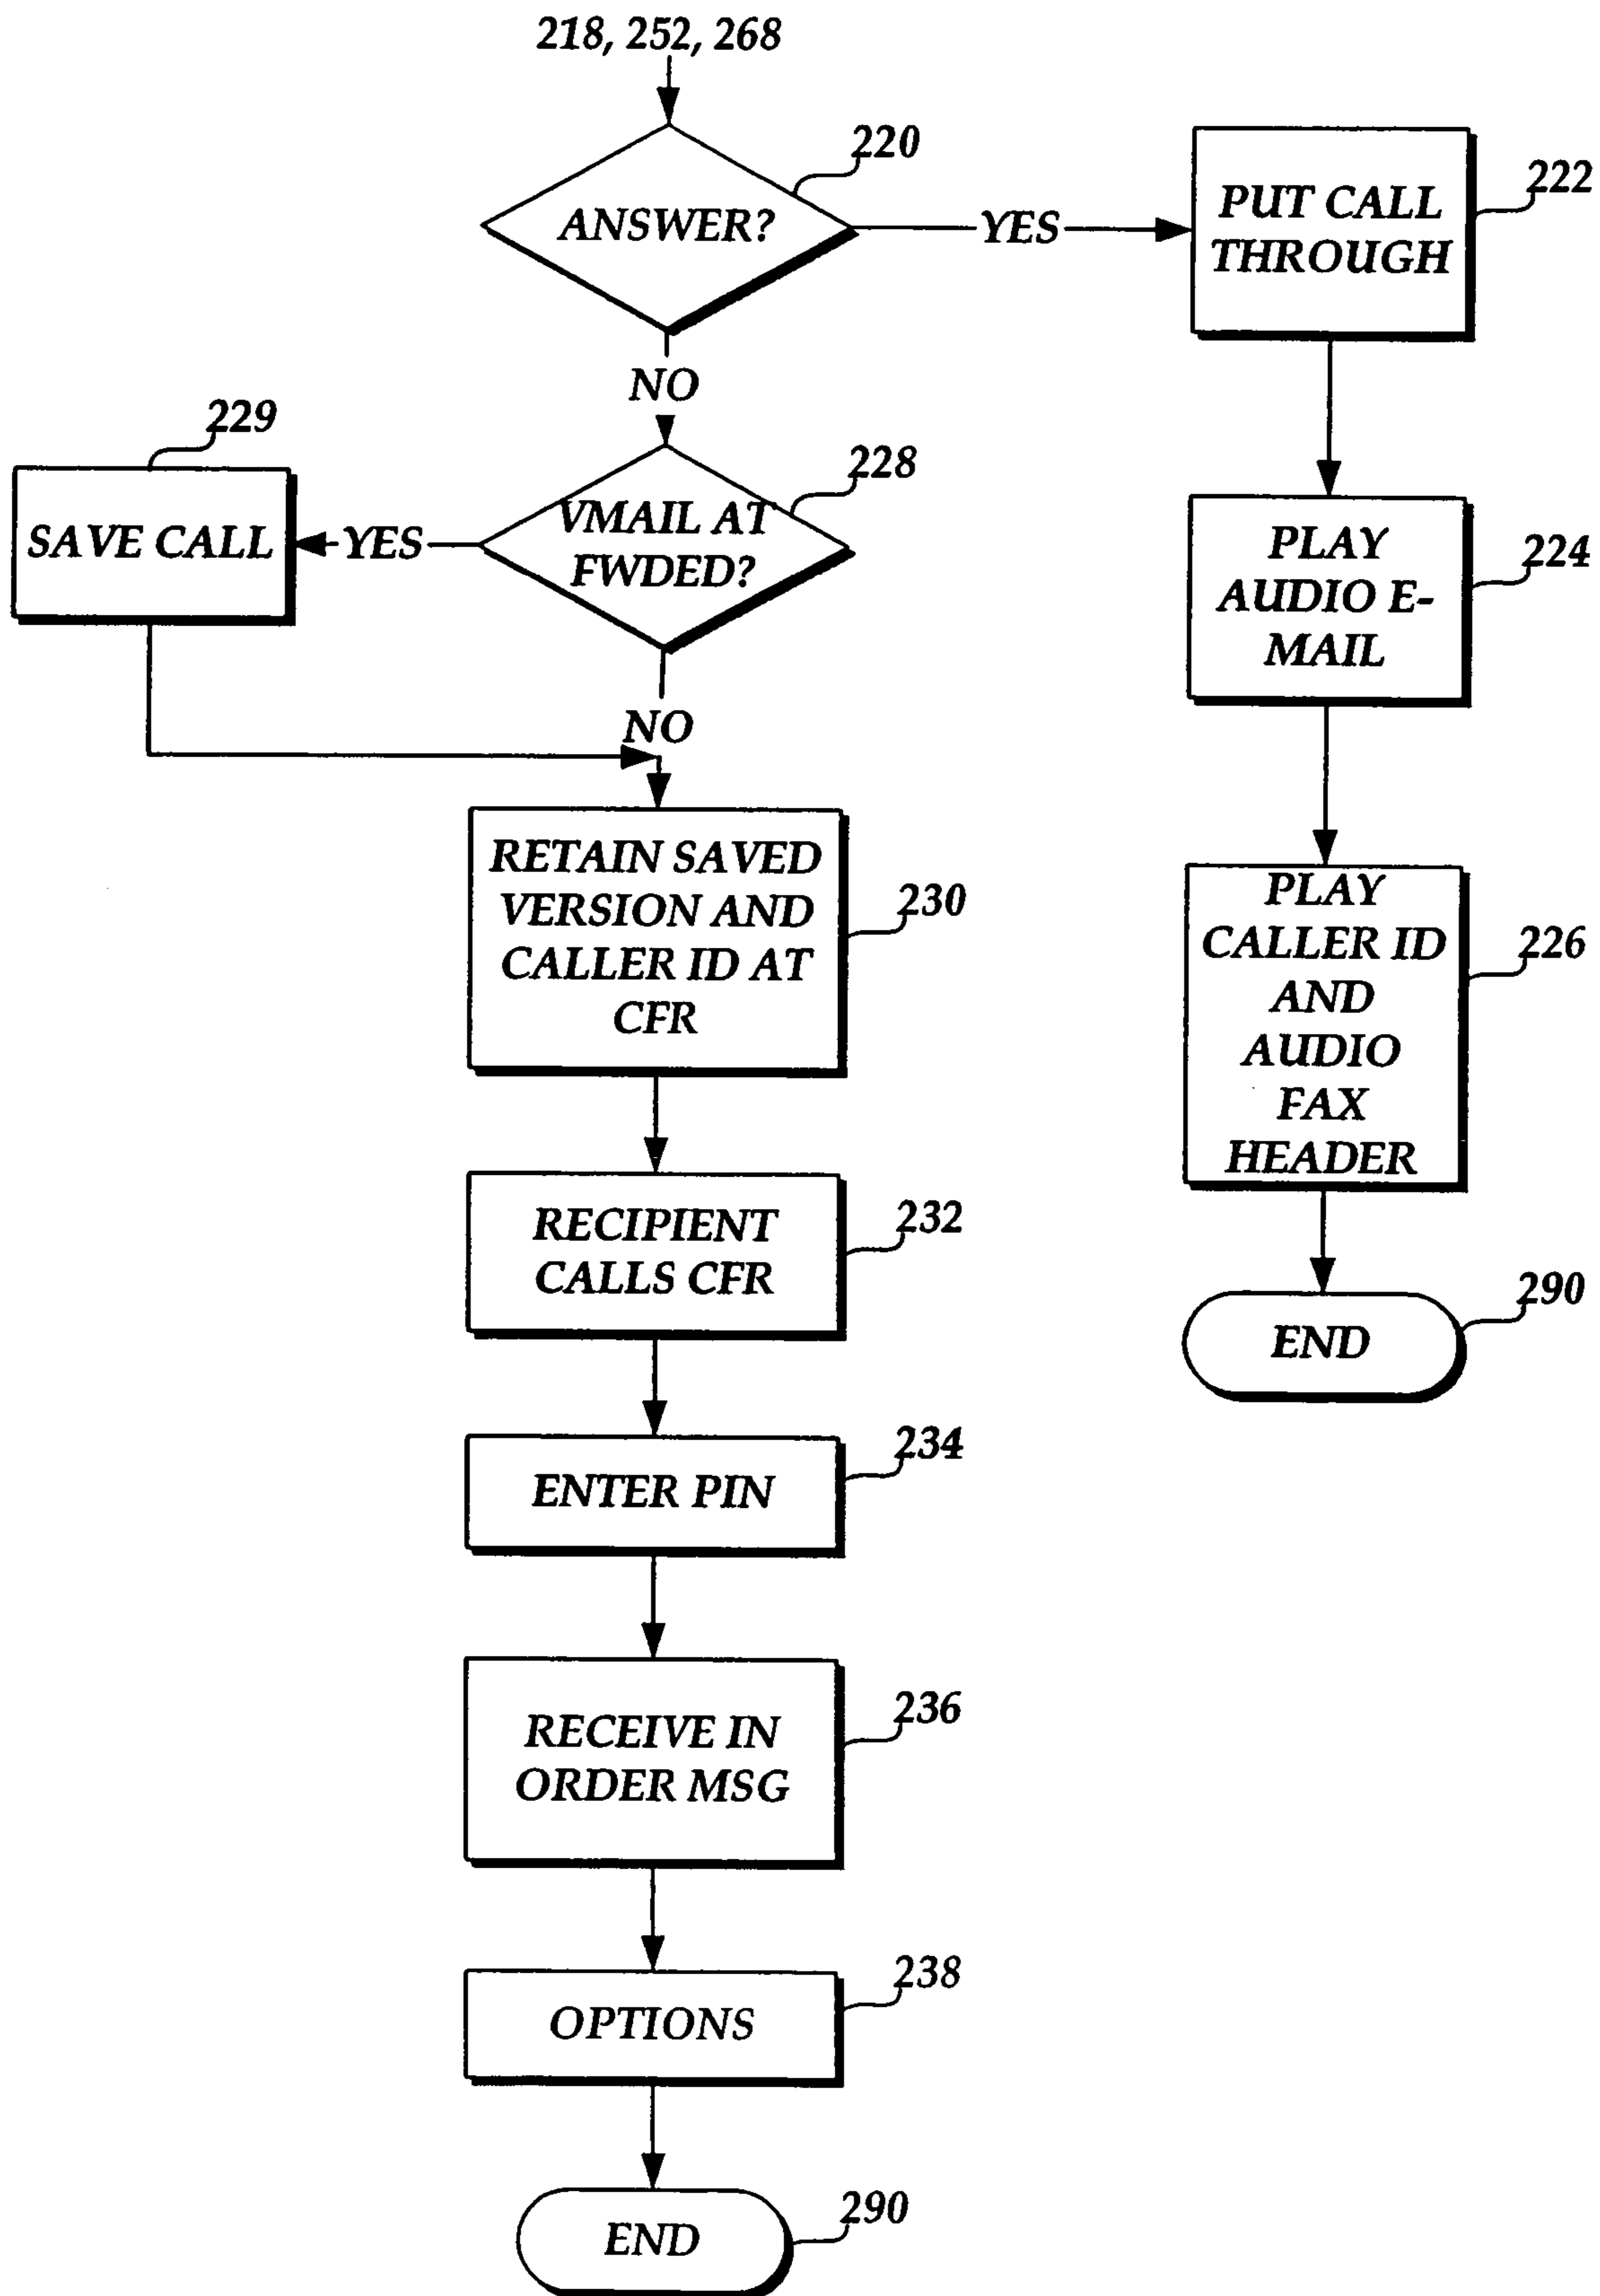 218, 252, 268
220
ANSWER?
YES
PUT CALL
THROUGH
222
NO
229
SAVE CALL
YES
228
VMAIL AT
FWDED?
PLAY
AUDIO E-
MAIL
224
NO
RETAIN SAVED
VERSION AND
CALLER ID AT
CFR
230
PLAY
CALLER ID
AND
AUDIO
FAX
HEADER
226
RECIPIENT
CALLS CFR
232
END
290
ENTER PIN
234
RECEIVE IN
ORDER MSG
236
OPTIONS
238
END
290